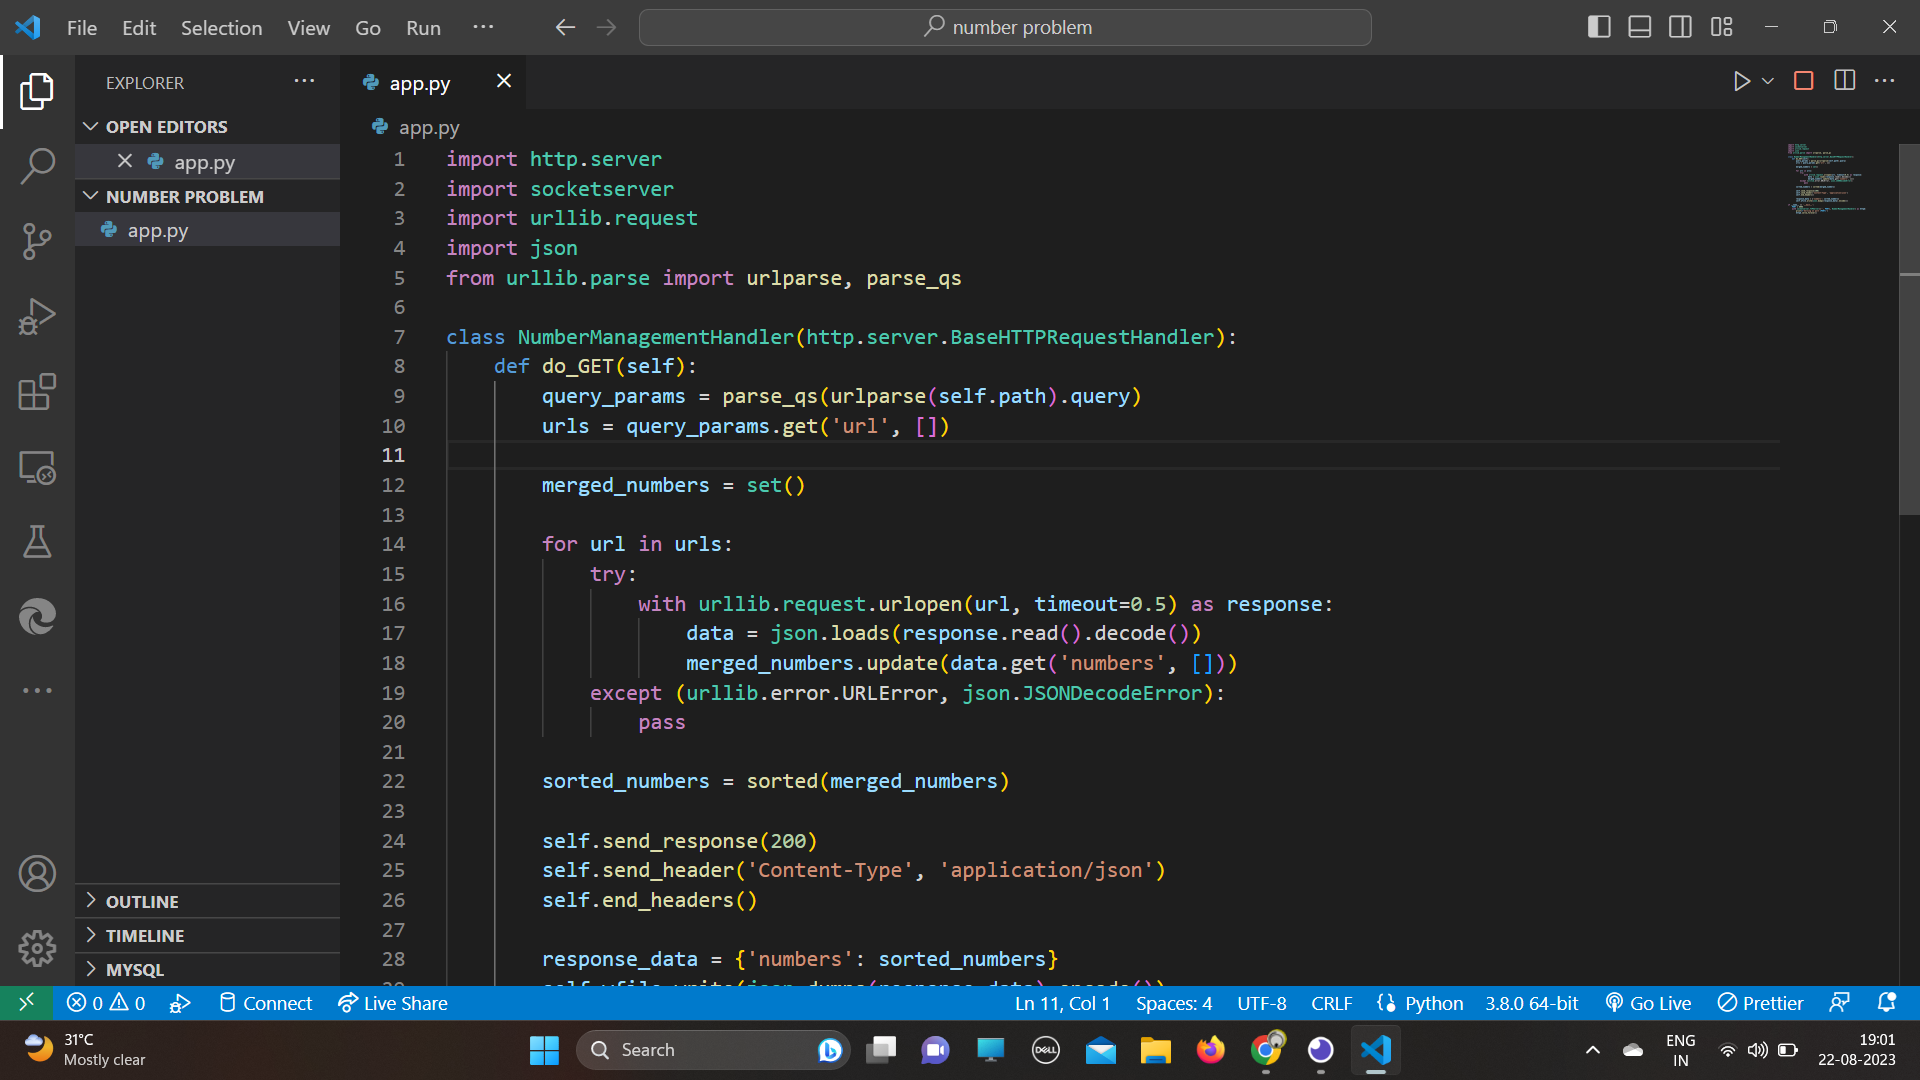 File Edit Selection View Go Run ···
number problem
EXPLORER
OPEN EDITORS
app.py
NUMBER PROBLEM
app.py
OUTLINE
TIMELINE
MYSQL
app.py
app.py
1 import http.server
2 import socketserver
3 import urllib.request
4 import json
5 from urllib.parse import urlparse, parse_qs
6
7 class NumberManagementHandler(http.server.BaseHTTPRequestHandler):
8     def do_GET(self):
9         query_params = parse_qs(urlparse(self.path).query)
10         urls = query_params.get('url', [])
11
12         merged_numbers = set()
13
14         for url in urls:
15             try:
16                 with urllib.request.urlopen(url, timeout=0.5) as response:
17                     data = json.loads(response.read().decode())
18                     merged_numbers.update(data.get('numbers', []))
19             except (urllib.error.URLError, json.JSONDecodeError):
20                 pass
21
22         sorted_numbers = sorted(merged_numbers)
23
24         self.send_response(200)
25         self.send_header('Content-Type', 'application/json')
26         self.end_headers()
27
28         response_data = {'numbers': sorted_numbers}
0 0 Connect Live Share Ln 11, Col 1 Spaces: 4 UTF-8 CRLF Python 3.8.0 64-bit Go Live Prettier
31°C
Mostly clear
Search
DELL
ENG
IN
19:01
22-08-2023